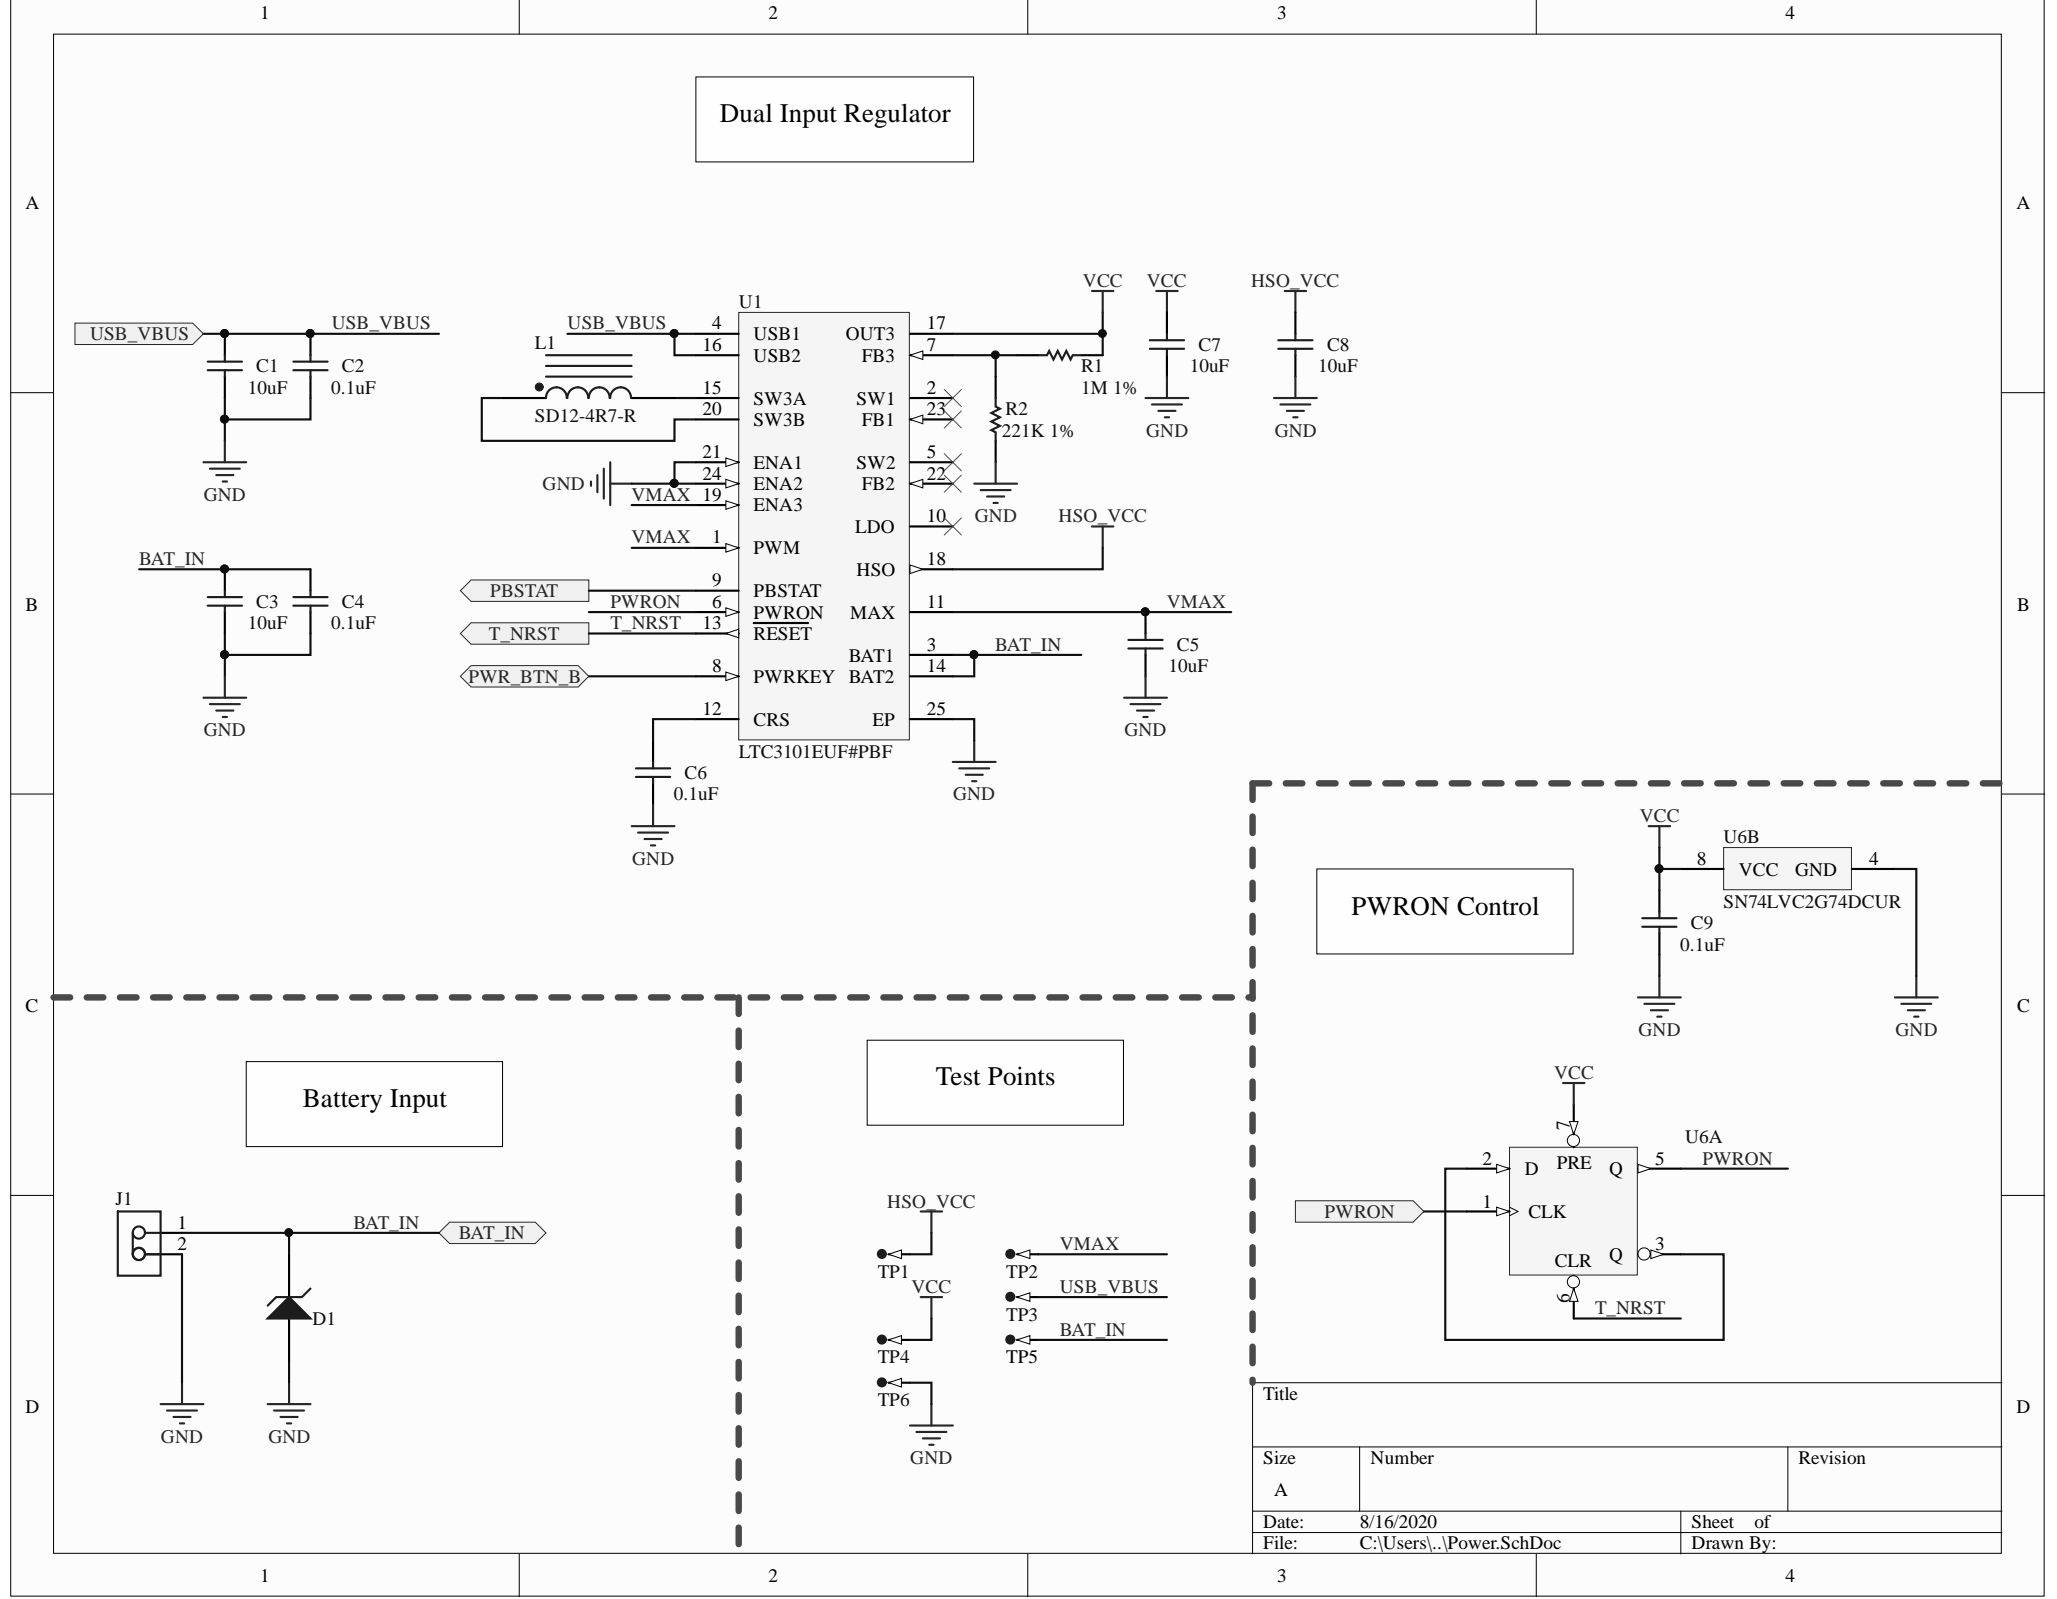 1 2 3 4
Dual Input Regulator
A A
VCC VCC HSO_VCC
U1
USB_VBUS USB_VBUS USB_VBUS 4 USB1 OUT3 17
16 USB2 FB3 7
L1
C1 C2 R1 C7 C8
10uF 0.1uF 1M 1% 10uF 10uF
15 SW3A SW1 2
20 SW3B FB1 23
SD12-4R7-R
R2
221K 1%
GND GND
21 ENA1 SW2 5
GND 24 ENA2 FB2 22
VMAX 19 ENA3
GND
GND HSO_VCC
LDO 10
VMAX 1 PWM
BAT_IN
HSO 18
PBSTAT 9 PBSTAT
PWRON 6 PWRON MAX 11 VMAX
T_NRST T_NRST 13 RESET
B C3 C4 B
10uF 0.1uF
BAT1 3 BAT_IN C5
PWR_BTN_B 8 PWRKEY BAT2 14 10uF
12 CRS EP 25
GND
GND
LTC3101EUF#PBF
C6
0.1uF
GND
GND
VCC
U6B
8 VCC GND 4
SN74LVC2G74DCUR
PWRON Control
C9
0.1uF
C C
GND GND
Battery Input
Test Points
VCC
7
U6A
2 D PRE Q 5 PWRON
PWRON 1 CLK
CLR Q 3
6
T_NRST
J1
1 BAT_IN BAT_IN
2
D1
GND GND
HSO_VCC
VMAX
TP1 TP2
VCC USB_VBUS
TP3
BAT_IN
TP4 TP5
TP6
GND
D D
Title
Size Number Revision
A
Date: 8/16/2020 Sheet of
File: C:\Users\..\Power.SchDoc Drawn By:
1 2 3 4